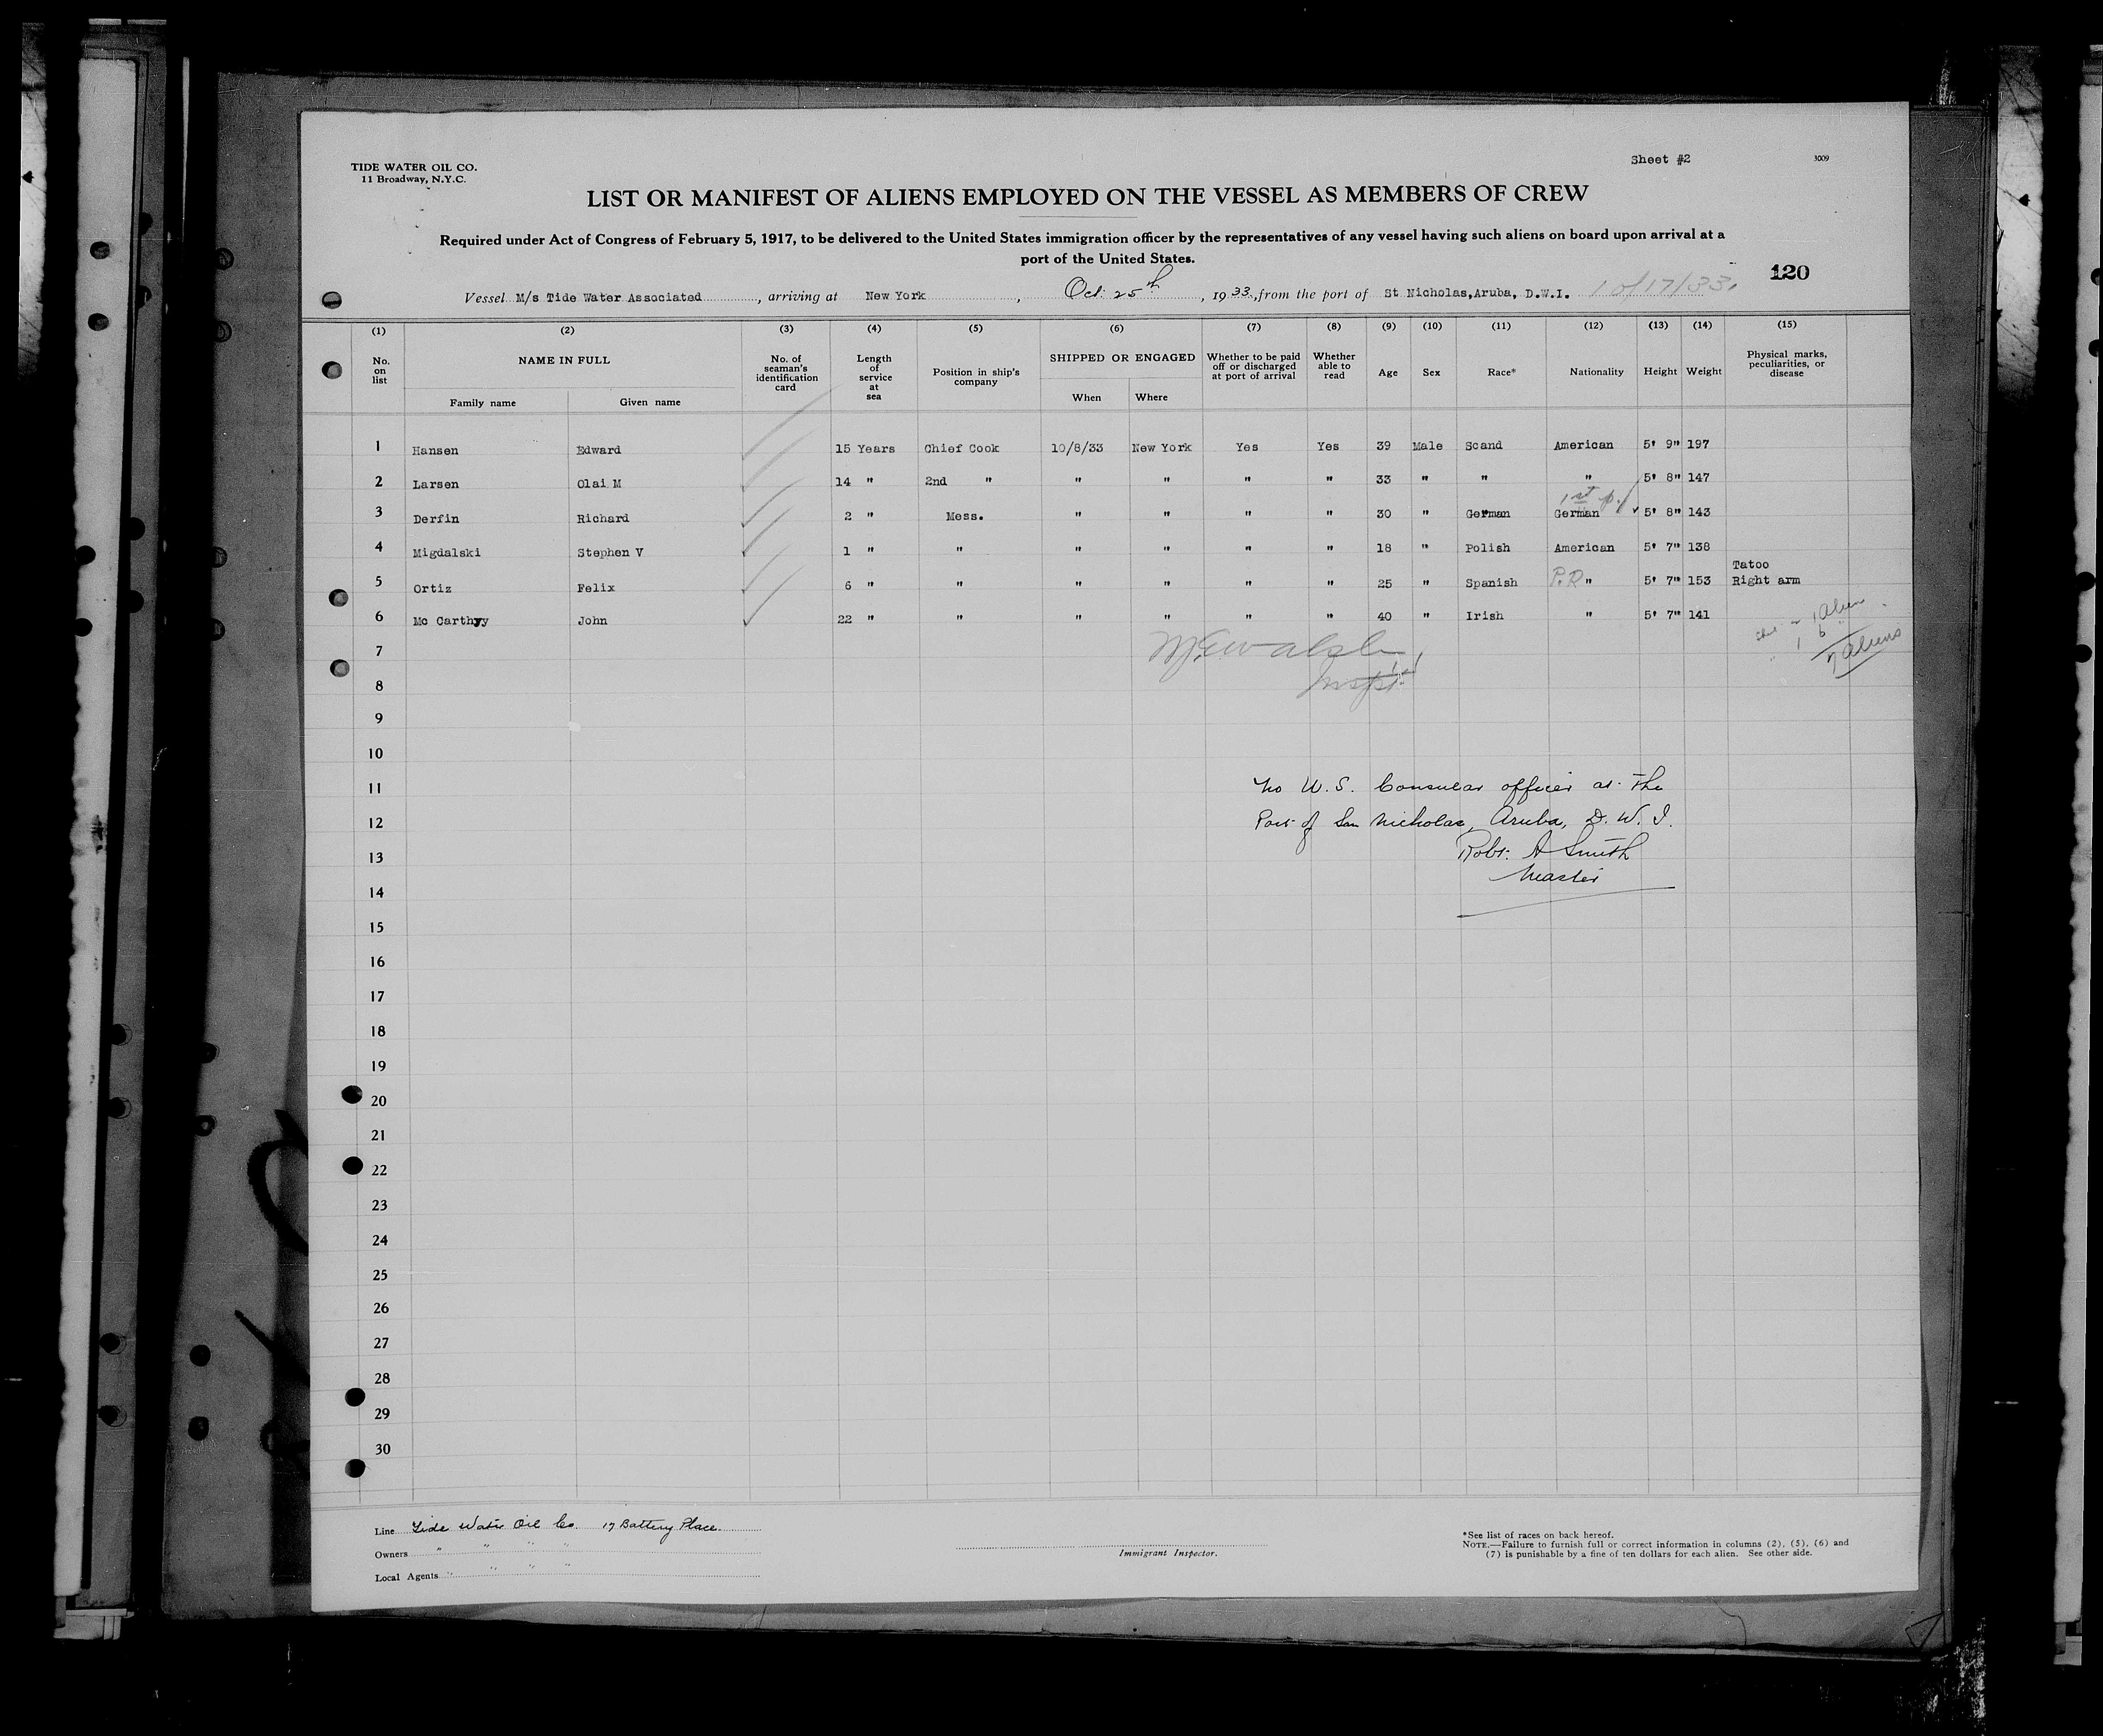 TIDE WATER OIL CO.
11 Broadway, N.Y.C.
Sheet #2
3009
LIST OR MANIFEST OF ALIENS EMPLOYED ON THE VESSEL AS MEMBERS OF CREW
Required under Act of Congress of February 5, 1917, to be delivered to the United States immigration officer by the representatives of any vessel having such aliens on board upon arrival at a
port of the United States.
120
Vessel M/s Tide Water Associated, arriving at New York, Oct. 25th, 1933, from the port of St Nicholas, Aruba, D.W.I.
(1) (2) (3) (4) (5) (6) (7) (8) (9) (10) (11) (12) (13) (14) (15)
No. on list
NAME IN FULL
Family name Given name
No. of seaman's identification card
Length of service at sea
Position in ship's company
SHIPPED OR ENGAGED
When Where
Whether to be paid off or discharged at port of arrival
Whether able to read
Age
Sex
Race*
Nationality
Height
Weight
Physical marks, peculiarities, or disease
1 Hansen Edward 15 Years Chief Cook 10/8/33 New York Yes Yes 39 Male Scand American 5' 9" 197
2 Larsen Olai M 14 " 2nd " " " " " 33 " " " 5' 8" 147
1st p.
3 Derfin Richard 2 " Mess. " " " " 30 " German German 5' 8" 143
4 Migdalski Stephen V 1 " " " " " " 18 " Polish American 5' 7" 138
5 Ortiz Felix 6 " " " " " " 25 " Spanish P.R " 5' 7" 153 Tatoo Right arm
6 Mc Carthyy John 22 " " " " " " 40 " Irish " 5' 7" 141
1 Alien
1 6 "
7 Aliens
7
8
9
10
11
12
13
14
15
16
17
18
19
20
21
22
23
24
25
26
27
28
29
30
Walsh
Inspt.
No U.S. Consular officer at the
Port of San Nicholas, Aruba, D.W.I.
Robt. A Smith
Master
Line Tide Water Oil Co. 17 Battery Place
Owners " " " "
Local Agents " " " "
Immigrant Inspector.
*See list of races on back hereof.
NOTE.—Failure to furnish full or correct information in columns (2), (5), (6) and
(7) is punishable by a fine of ten dollars for each alien. See other side.